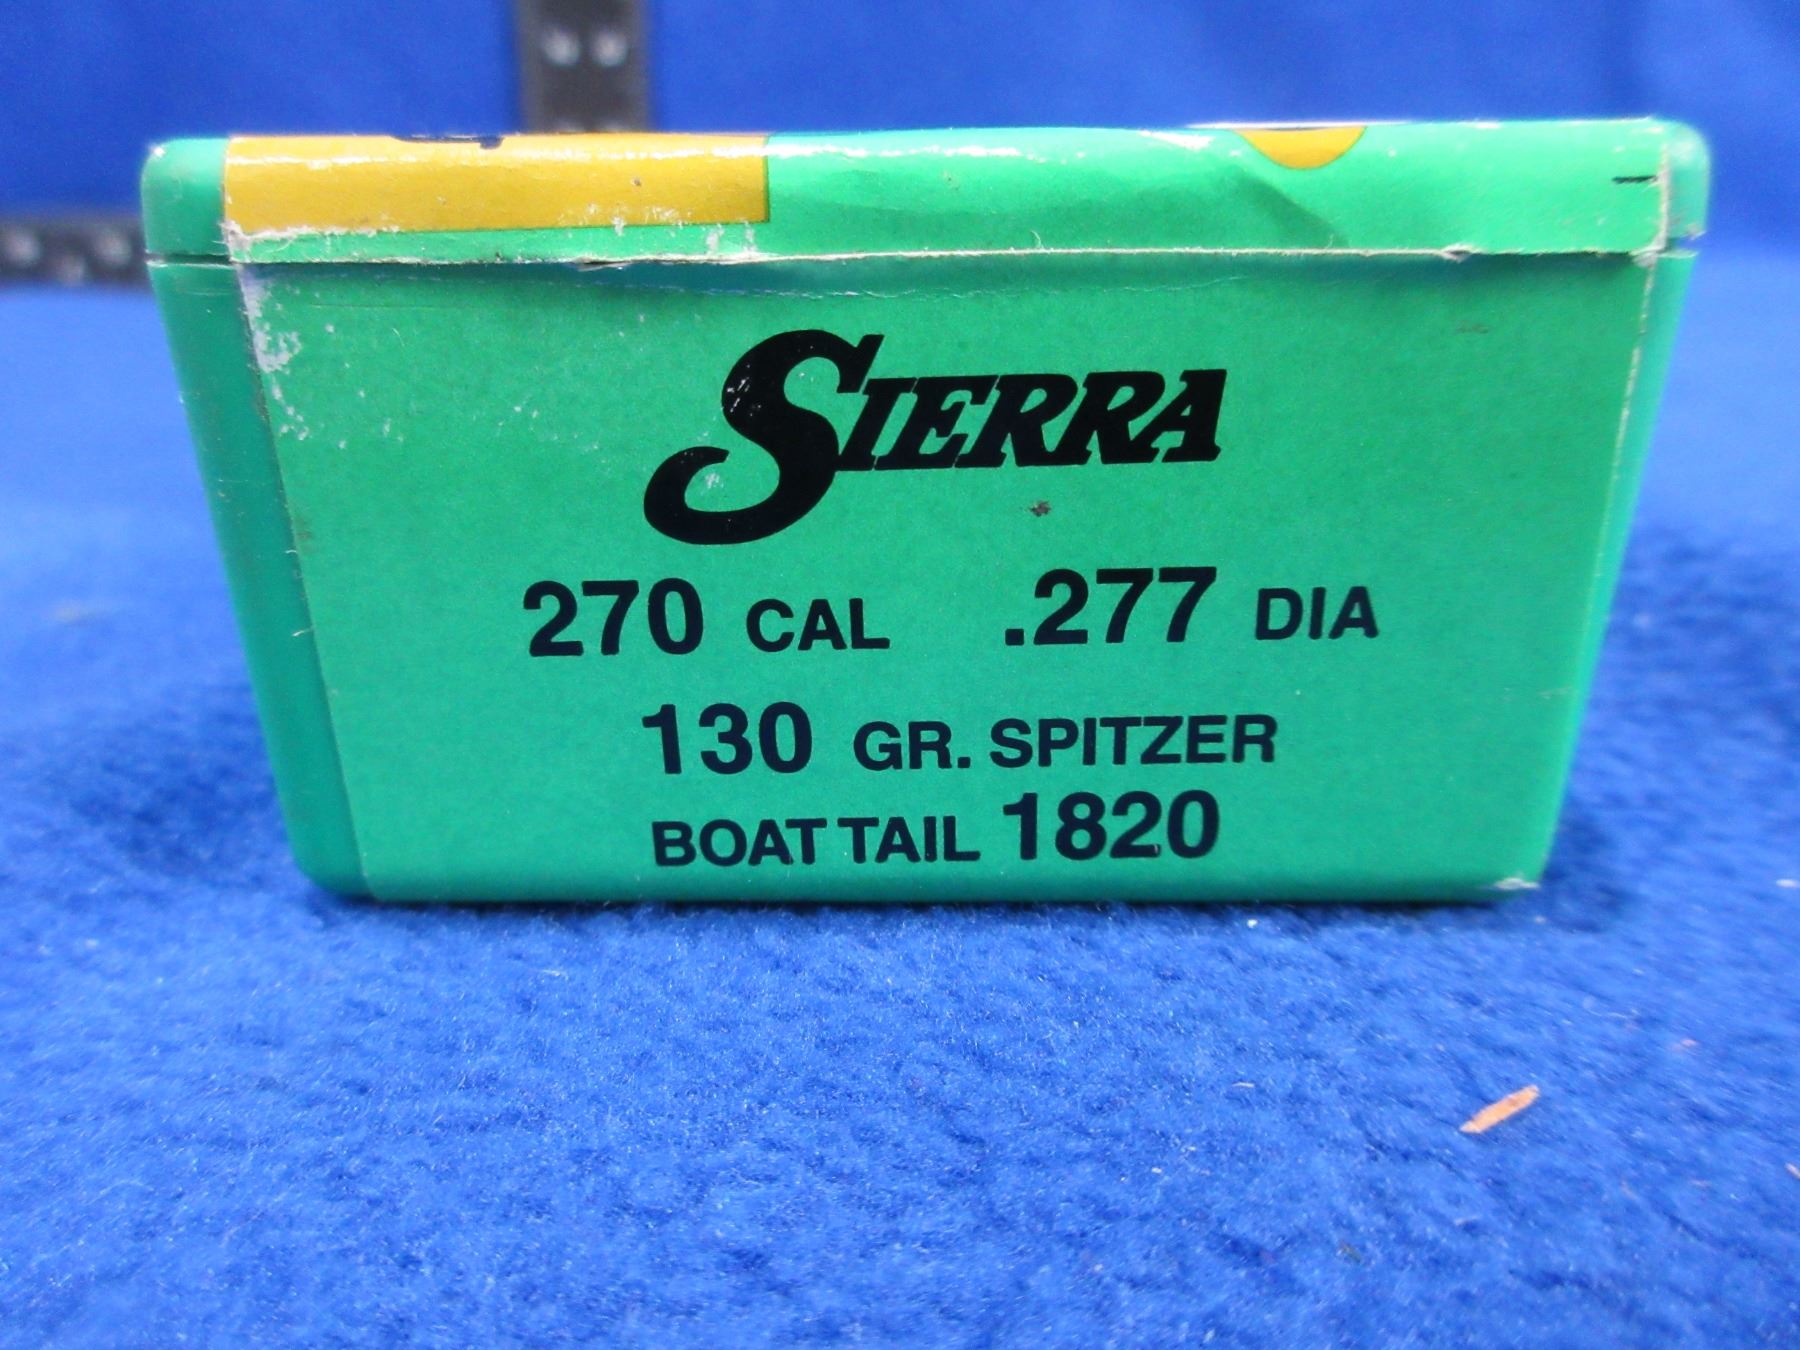 SIERRA
270 CAL .277 DIA
130 GR. SPITZER
BOAT TAIL 1820